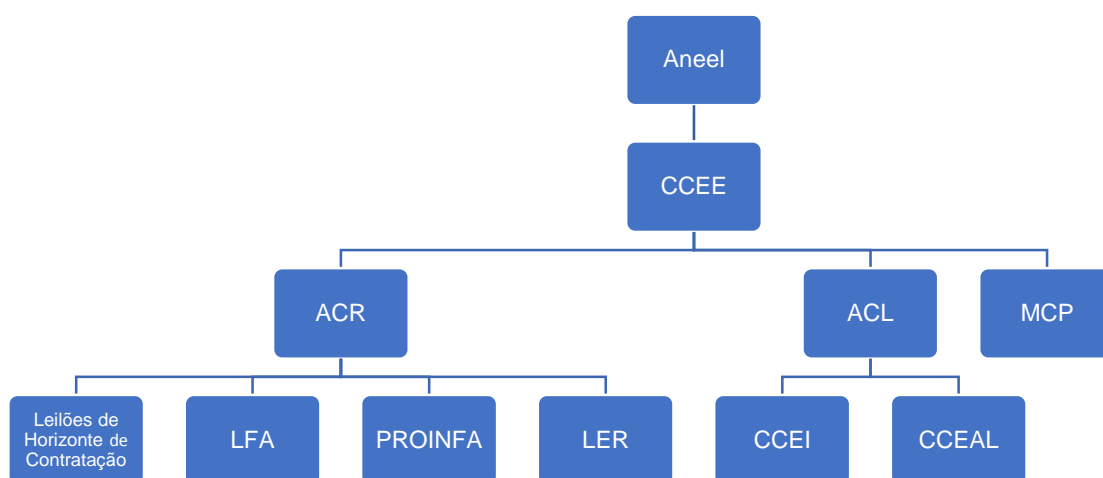 Aneel
CCEE
ACR
ACL
MCP
Leilões de
Horizonte de
Contratação
LFA
PROINFA
LER
CCEI
CCEAL